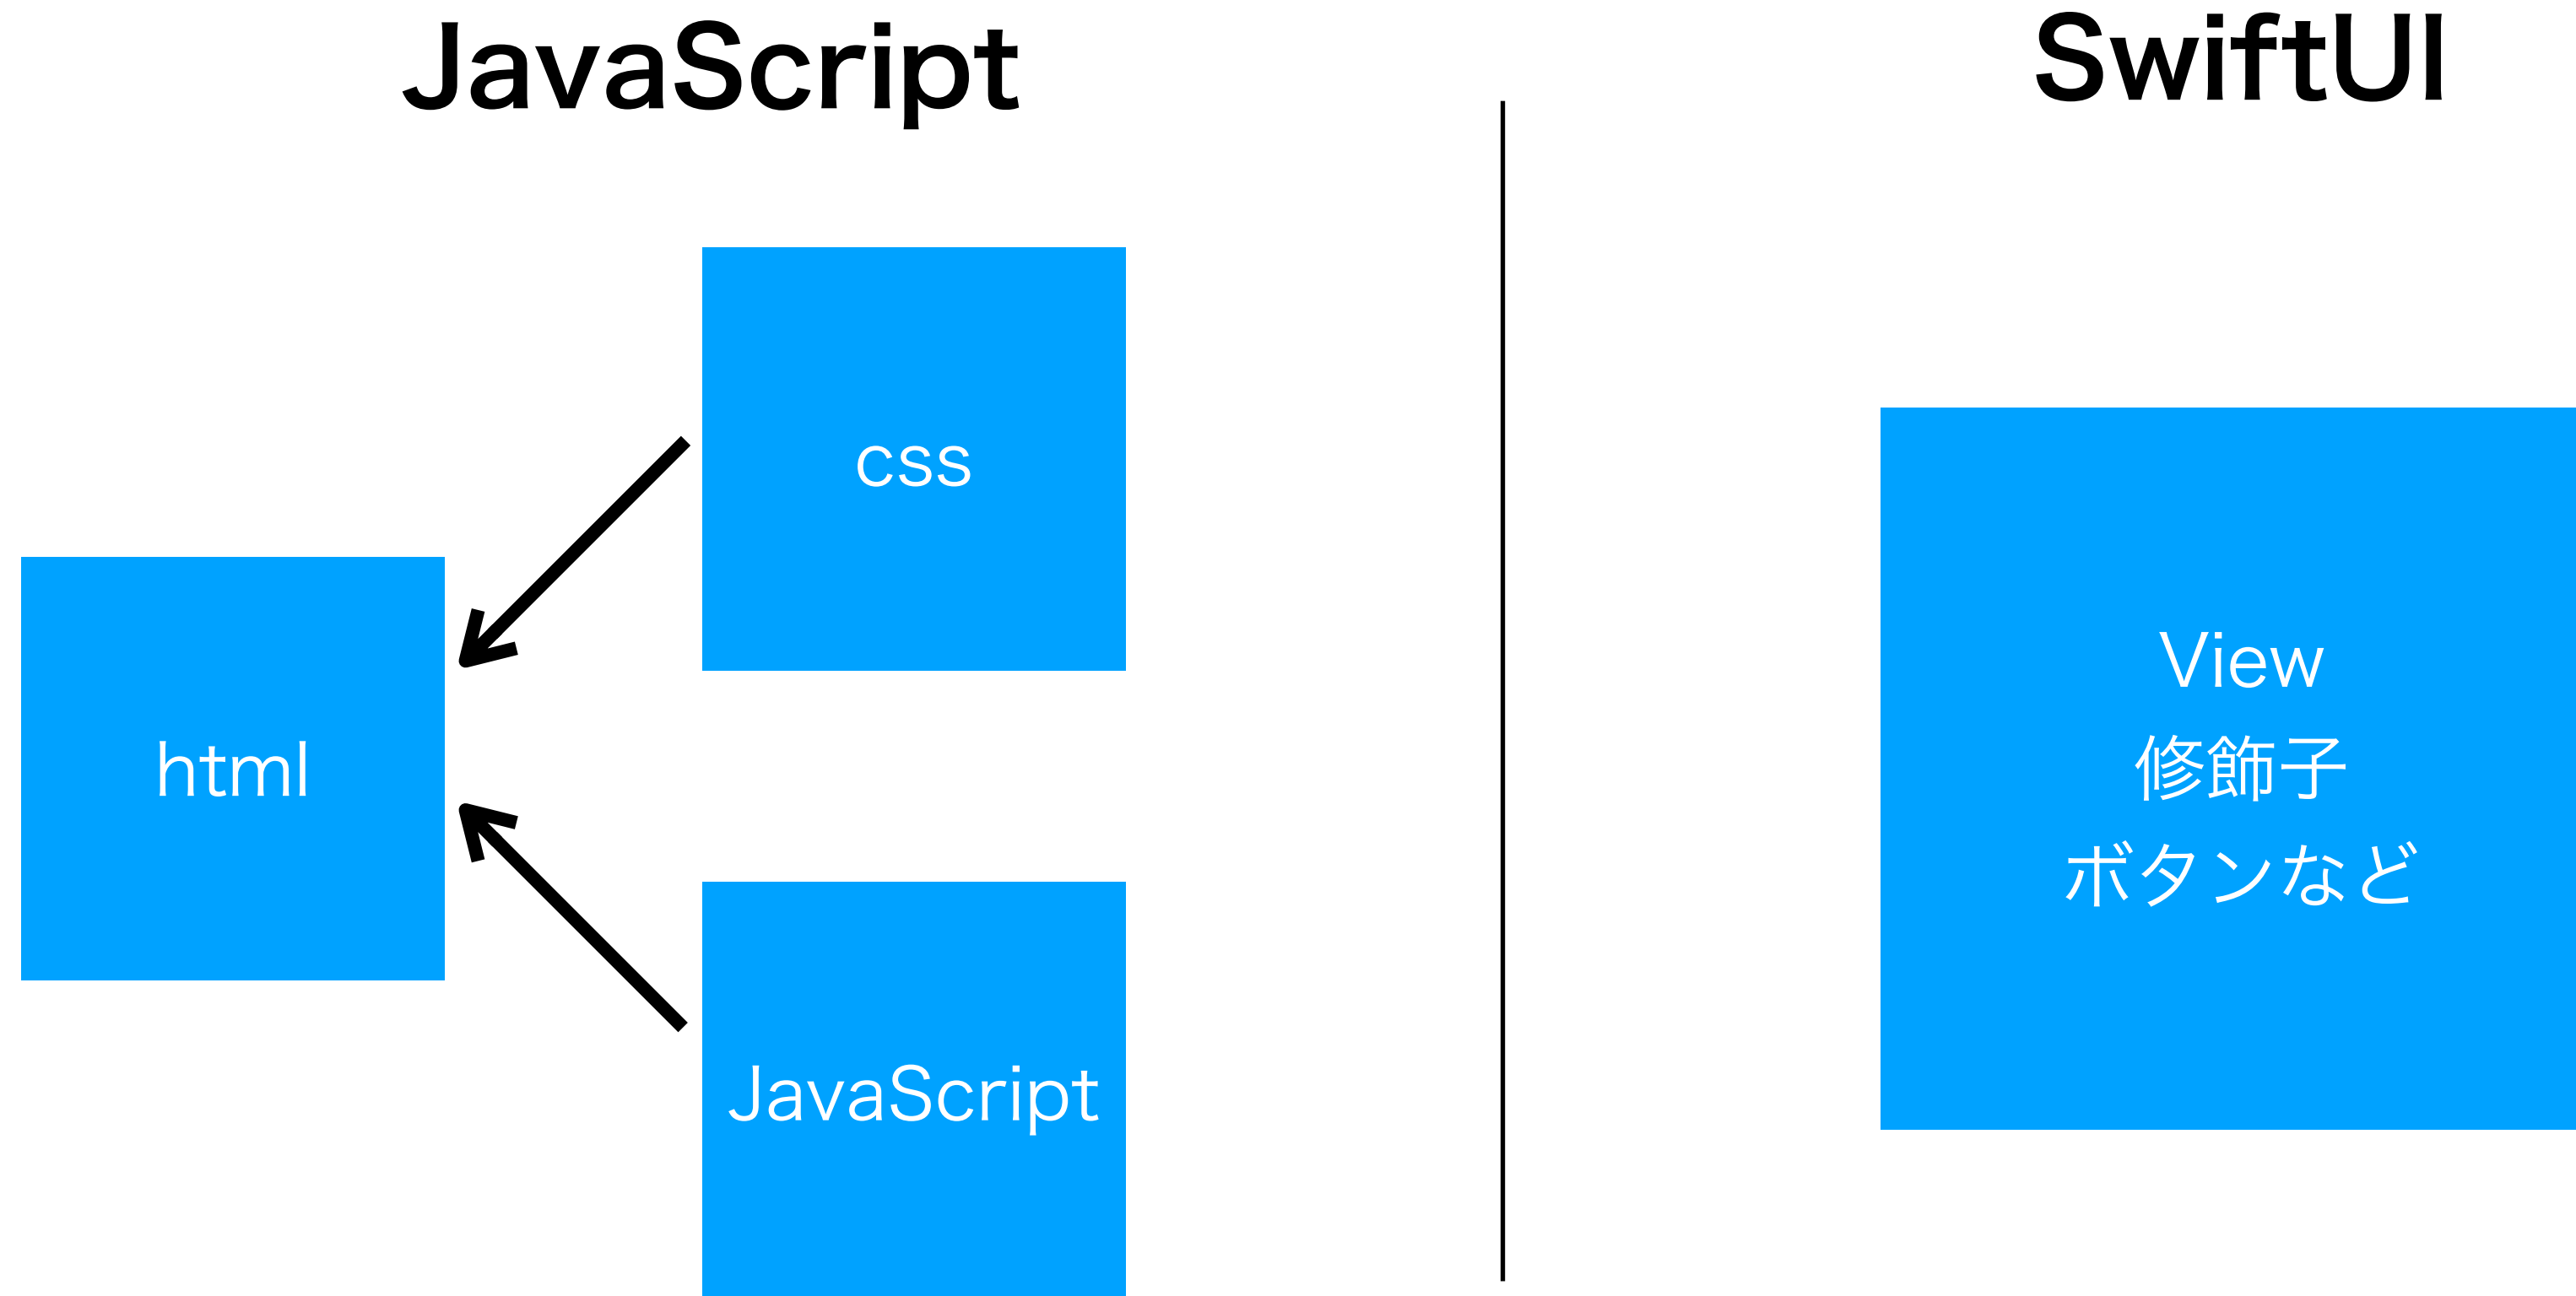 JavaScript
SwiftUI
css
html
JavaScript
View
修飾子
ボタンなど